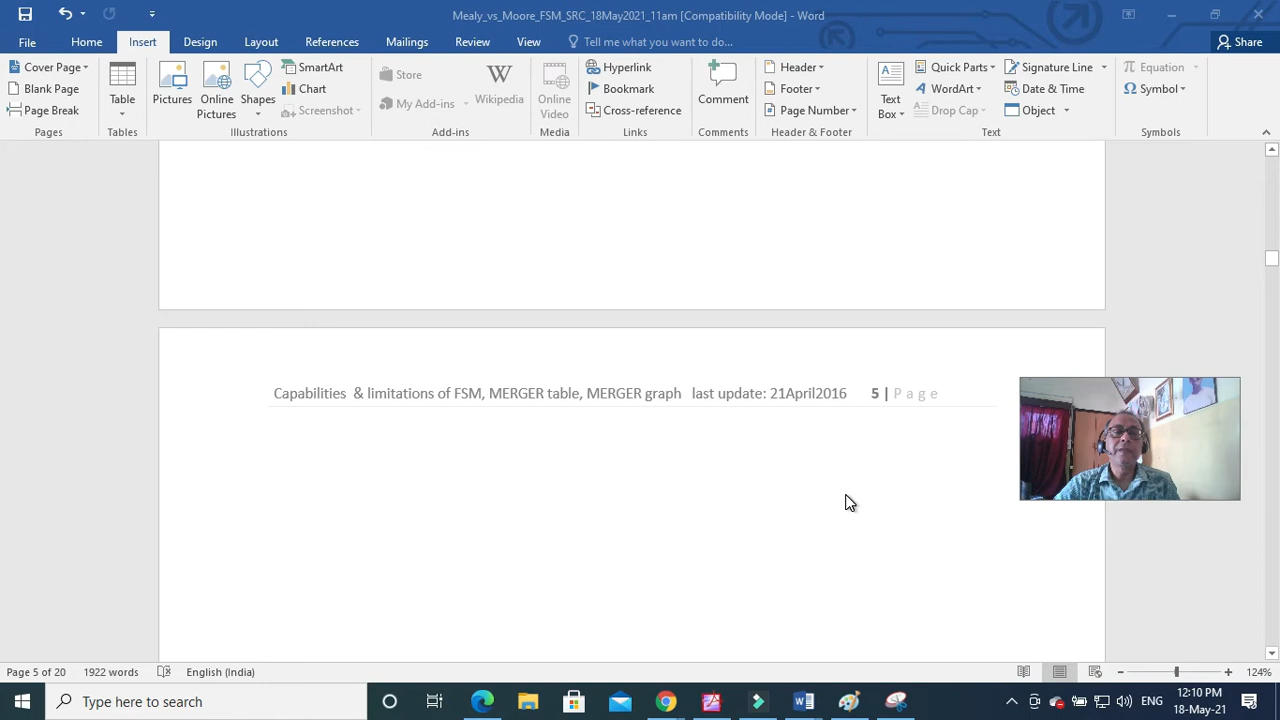 Mealy_vs_Moore_FSM_SRC_18May2021_11am [Compatibility Mode] - Word
File Home Insert Design Layout References Mailings Review View Tell me what you want to do... Share
Cover Page
Blank Page
Page Break
Pages
Table
Tables
Pictures
Online Pictures
Shapes
SmartArt
Chart
Screenshot
Illustrations
Store
My Add-ins
Wikipedia
Add-ins
Online Video
Media
Hyperlink
Bookmark
Cross-reference
Links
Comment
Comments
Header
Footer
Page Number
Header & Footer
Text Box
Quick Parts
WordArt
Drop Cap
Signature Line
Date & Time
Object
Text
Equation
Symbol
Symbols
Capabilities & limitations of FSM, MERGER table, MERGER graph last update: 21April2016 5 | Page
Page 5 of 20 1922 words English (India) 124%
Type here to search
ENG
12:10 PM
18-May-21